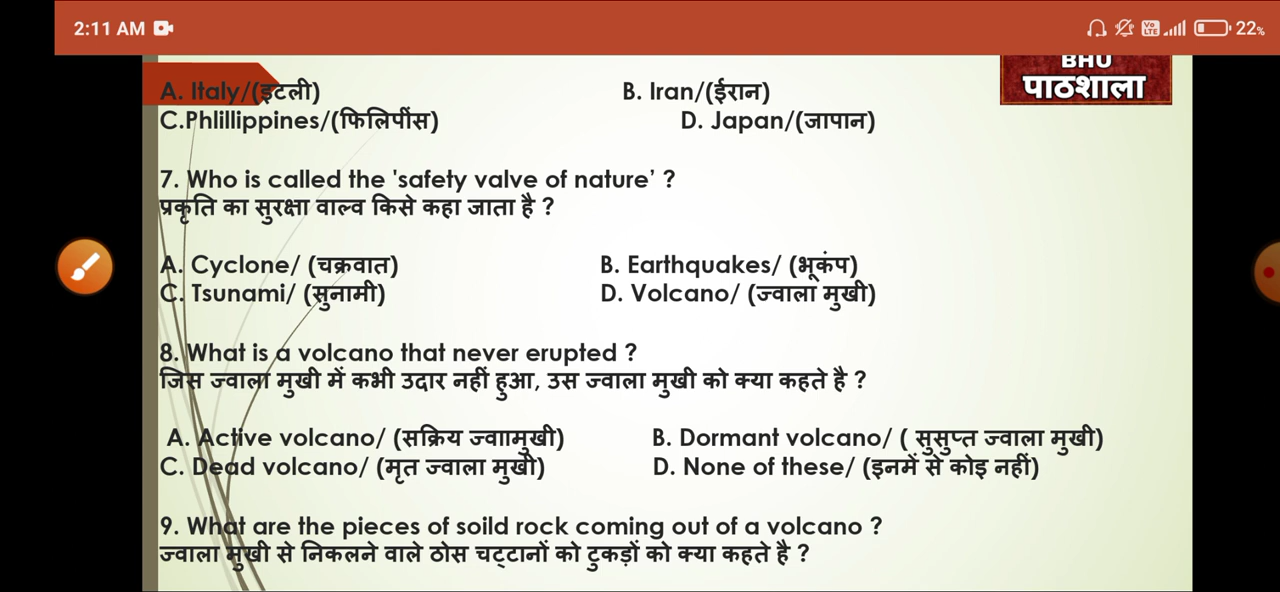 2:11 AM
Vo LTE 22%
BHU
पाठशाला
A. Italy/(इटली) B. Iran/(ईरान)
C.Phlillippines/(फिलिपींस) D. Japan/(जापान)
7. Who is called the 'safety valve of nature’ ?
प्रकृति का सुरक्षा वाल्व किसे कहा जाता है ?
A. Cyclone/ (चक्रवात) B. Earthquakes/ (भूकंप)
C. Tsunami/ (सुनामी) D. Volcano/ (ज्वाला मुखी)
8. What is a volcano that never erupted ?
जिस ज्वाला मुखी में कभी उदार नहीं हुआ, उस ज्वाला मुखी को क्या कहते है ?
A. Active volcano/ (सक्रिय ज्वाामुखी) B. Dormant volcano/ ( सुसुप्त ज्वाला मुखी)
C. Dead volcano/ (मृत ज्वाला मुखी) D. None of these/ (इनमें से कोइ नहीं)
9. What are the pieces of soild rock coming out of a volcano ?
ज्वाला मुखी से निकलने वाले ठोस चट्टानों को टुकड़ों को क्या कहते है ?